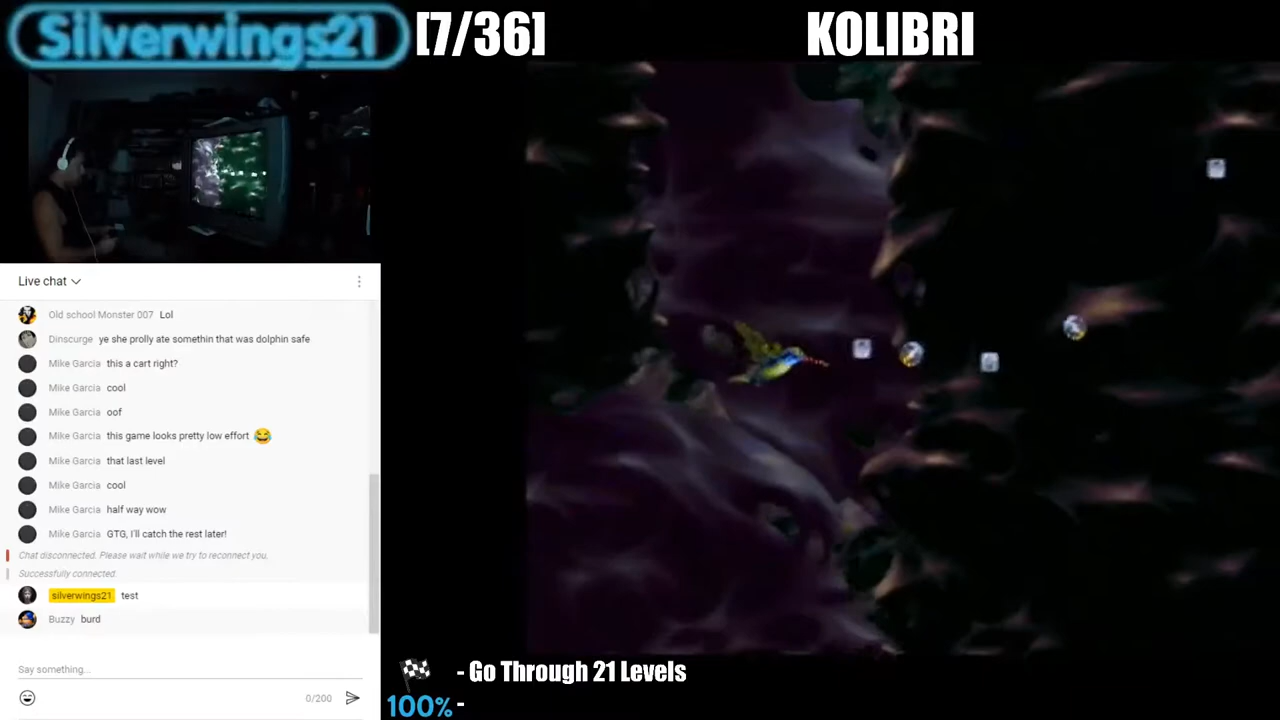 Silverwings21 [7/36] KOLIBRI
Live chat
Old school Monster 007 Lol
Dinscurge ye she prolly ate somethin that was dolphin safe
Mike Garcia this a cart right?
Mike Garcia cool
Mike Garcia oof
Mike Garcia this game looks pretty low effort 😂
Mike Garcia that last level
Mike Garcia cool
Mike Garcia half way wow
Mike Garcia GTG, I'll catch the rest later!
Chat disconnected. Please wait while we try to reconnect you.
Successfully connected.
silverwings21 test
Buzzy burd
Say something...
0/200
- Go Through 21 Levels
100% -